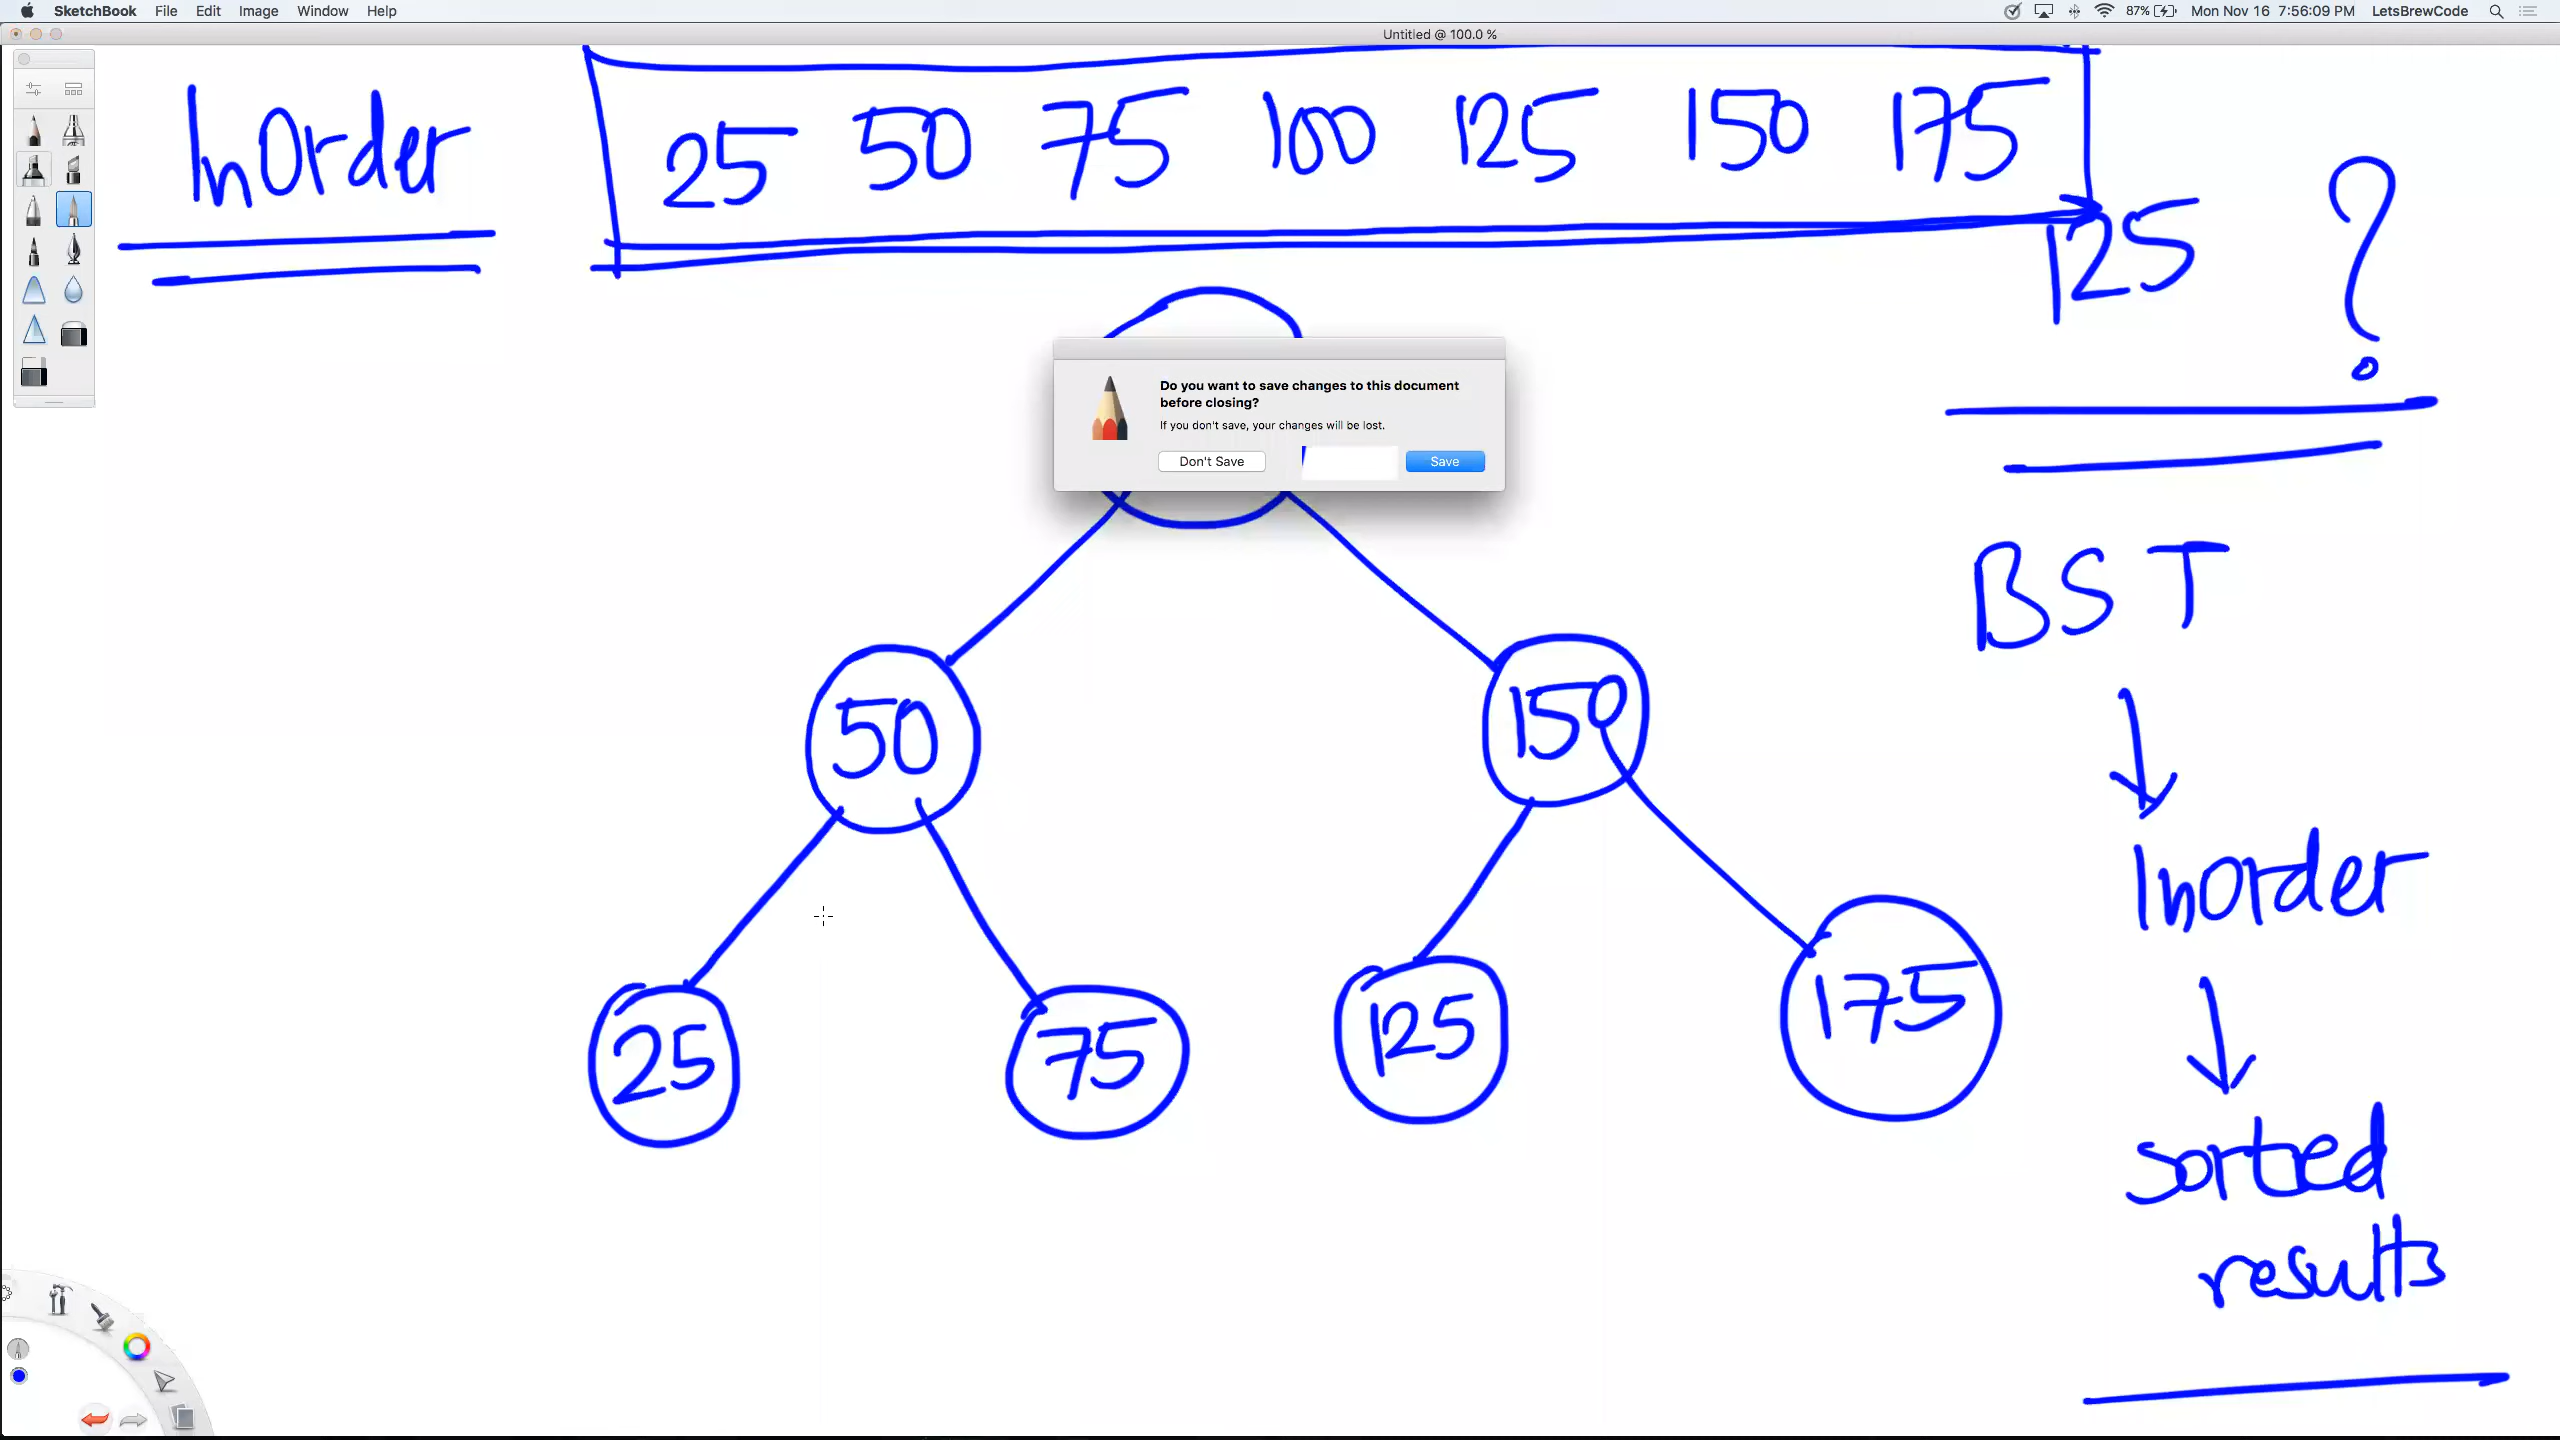 SketchBook File Edit Image Window Help 87% Mon Nov 16 7:56:09 PM LetsBrewCode
Untitled @ 100.0 %
InOrder 25 50 75 100 125 150 175
125 ?
Do you want to save changes to this document
before closing?
If you don't save, your changes will be lost.
Don't Save Save
BST
50 150
Inorder
25 75 125 175
sorted
results